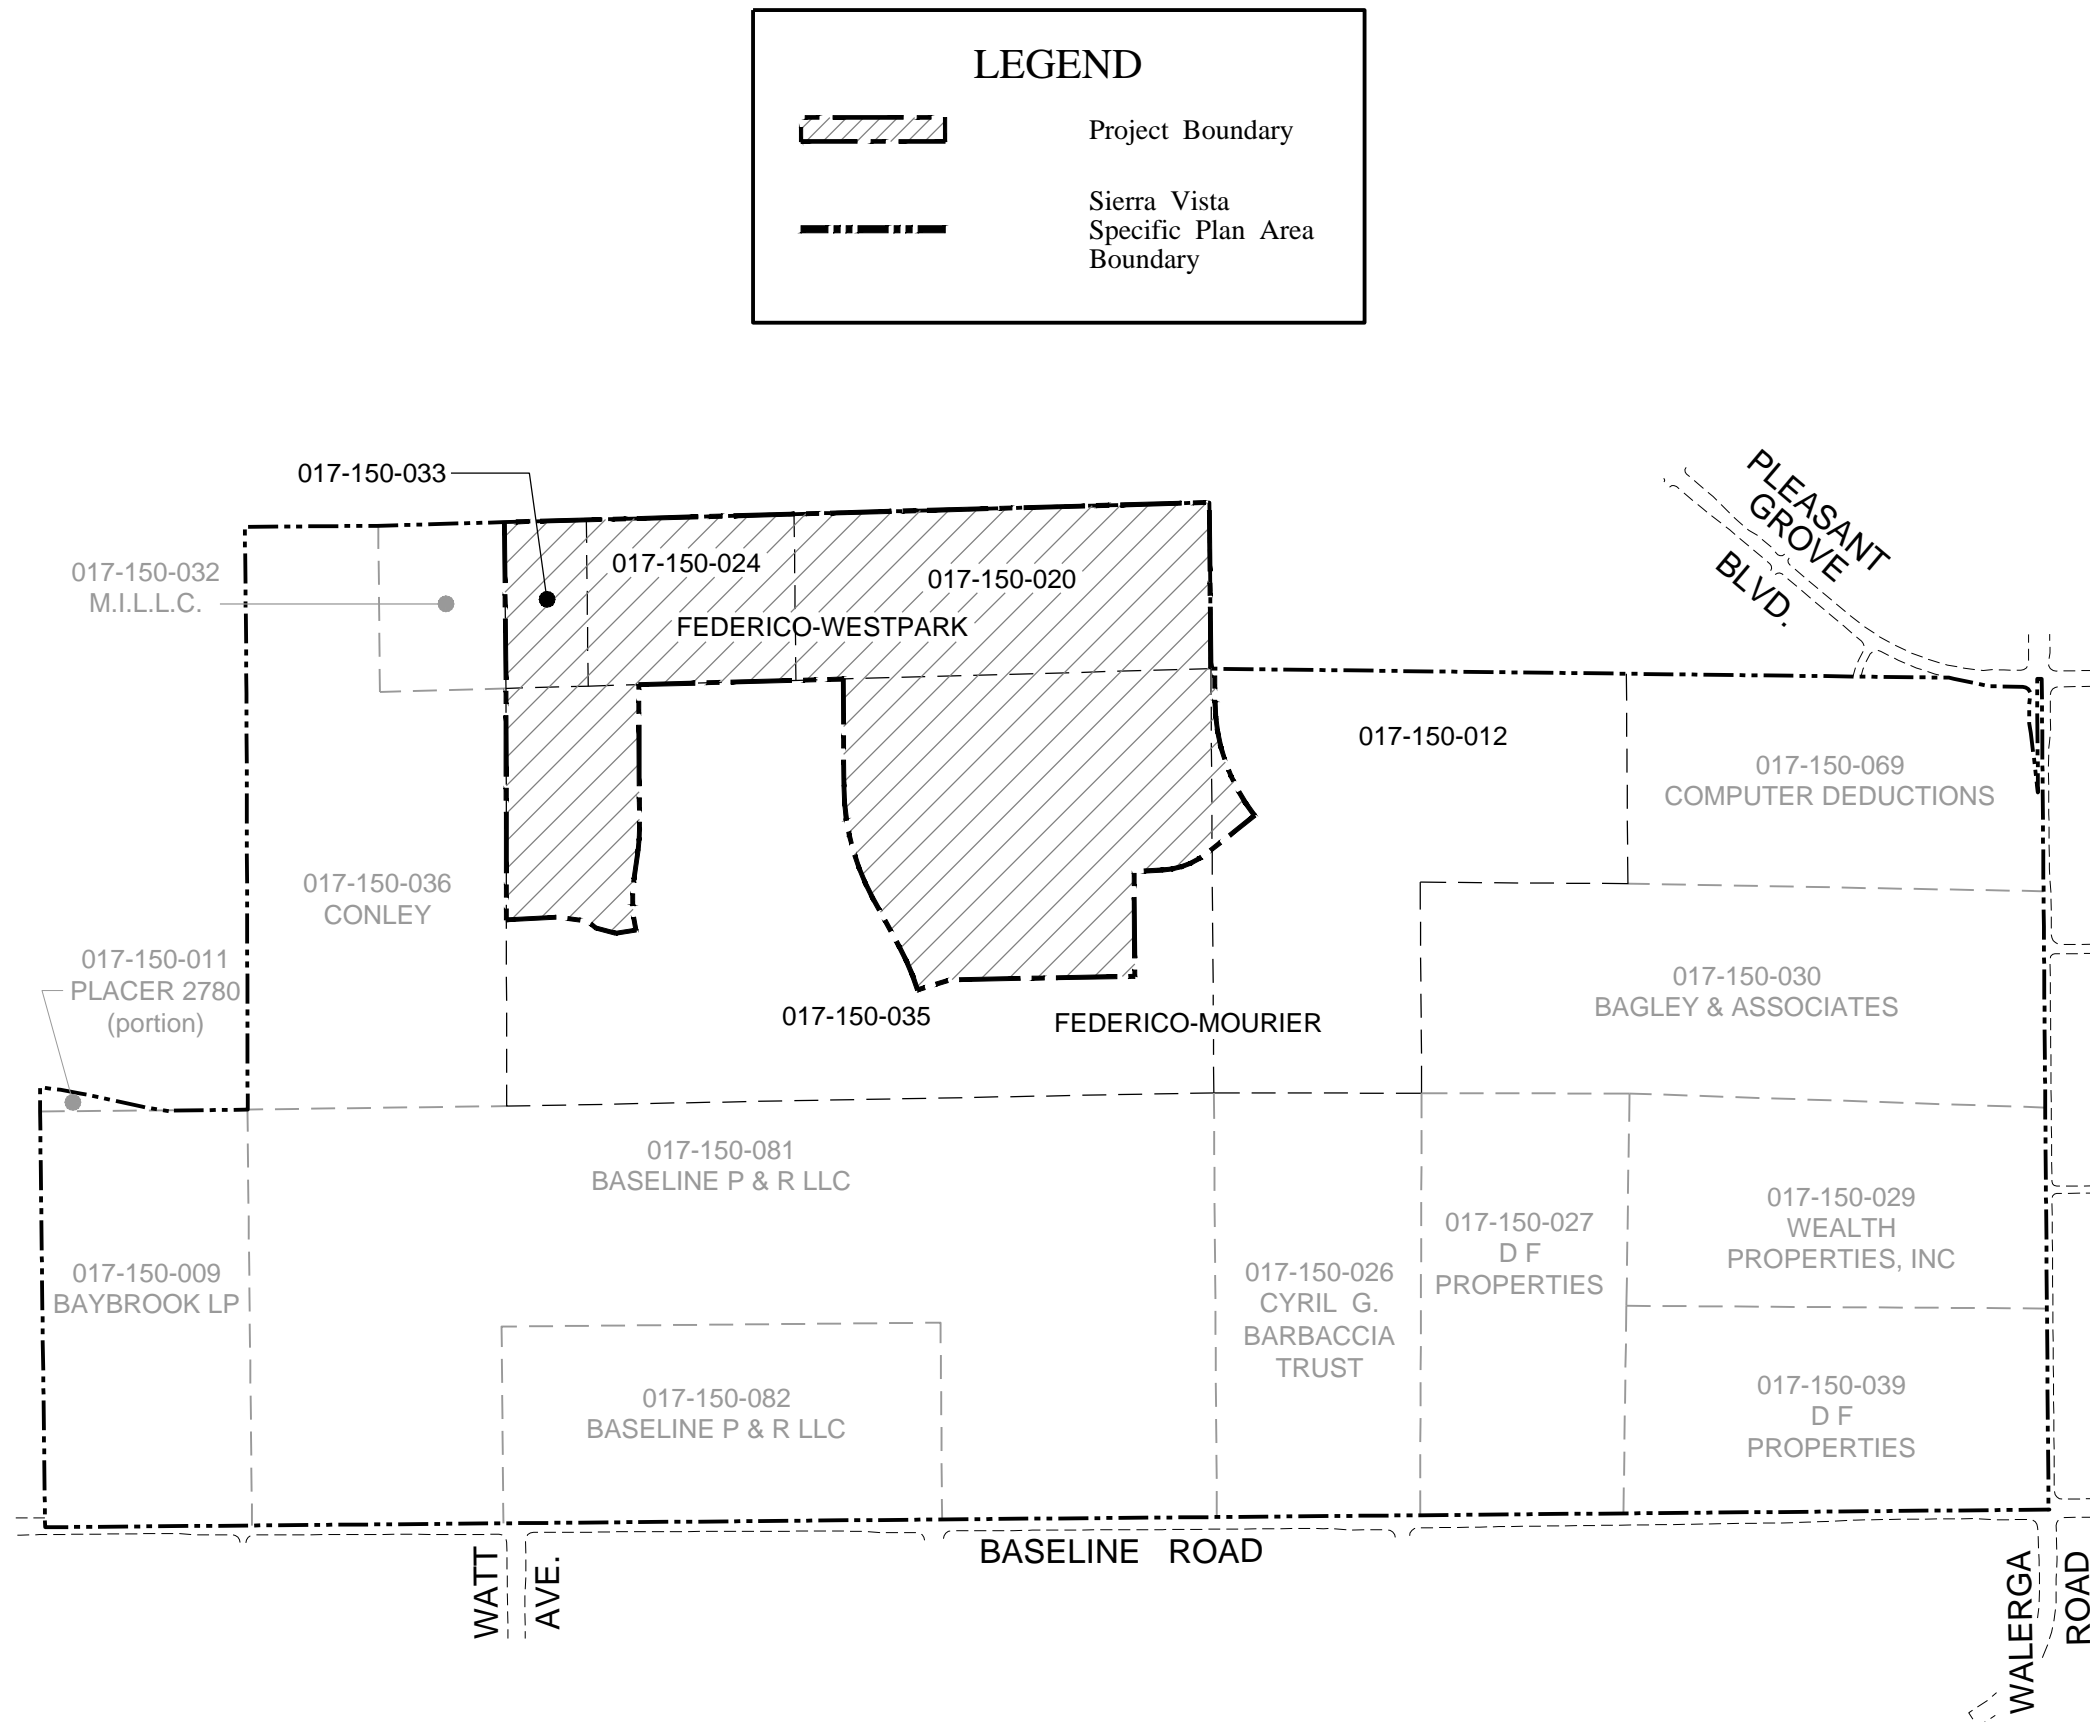 LEGEND
Project Boundary
Sierra Vista
Specific Plan Area
Boundary
PLEASANT
GROVE
BLVD.
017-150-033
017-150-024
017-150-020
FEDERICO-WESTPARK
017-150-032
M.I.L.L.C.
017-150-012
017-150-069
COMPUTER DEDUCTIONS
017-150-036
CONLEY
017-150-011
PLACER 2780
(portion)
017-150-035
FEDERICO-MOURIER
017-150-030
BAGLEY & ASSOCIATES
017-150-081
BASELINE P & R LLC
017-150-009
BAYBROOK LP
017-150-026
CYRIL G.
BARBACCIA
TRUST
017-150-027
D F
PROPERTIES
017-150-029
WEALTH
PROPERTIES, INC
017-150-082
BASELINE P & R LLC
017-150-039
D F
PROPERTIES
BASELINE ROAD
WATT
AVE.
WALERGA
ROAD